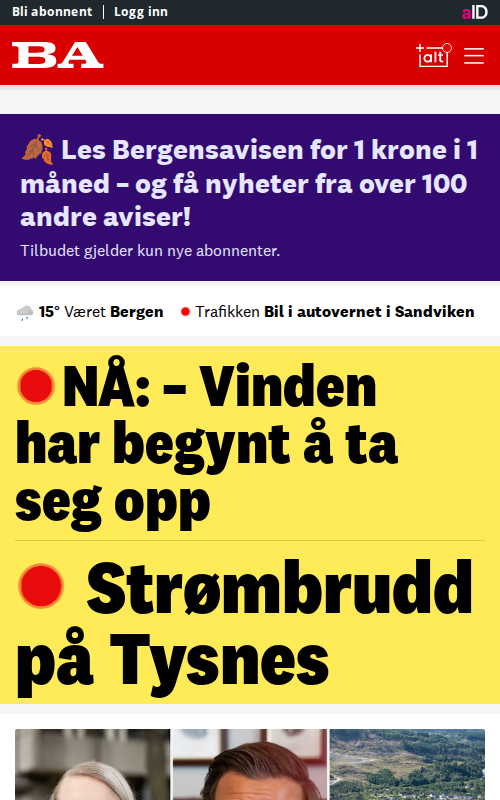 Bli abonnent | Logg inn
aID
BA
+alt
🍂 Les Bergensavisen for 1 krone i 1
måned – og få nyheter fra over 100
andre aviser!
Tilbudet gjelder kun nye abonnenter.
15° Været Bergen Trafikken Bil i autovernet i Sandviken
NÅ: – Vinden
har begynt å ta
seg opp
Strømbrudd
på Tysnes